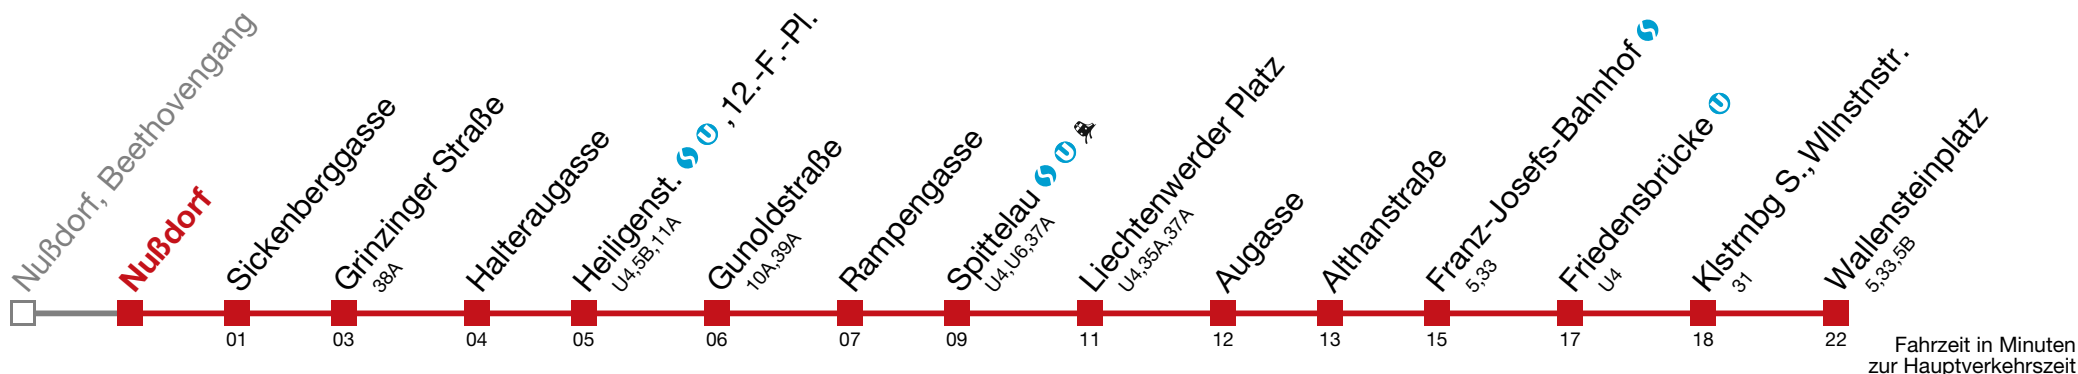 Nußdorf, Beethovengang
Nußdorf
Sickenberggasse
01
Grinzinger Straße
38A
03
Halteraugasse
04
Heiligenst. S U , 12.-F.-Pl.
U4,5B,11A
05
Gunoldstraße
10A,39A
06
Rampengasse
07
Spittelau S U
U4,U6,37A
09
Liechtenwerder Platz
U4,35A,37A
11
Augasse
12
Althanstraße
13
Franz-Josefs-Bahnhof S
5,33
15
Friedensbrücke U
U4
17
Klstrnbg S.,Wllnstnstr.
31
18
Wallensteinplatz
5,33,5B
22
Fahrzeit in Minuten
zur Hauptverkehrszeit